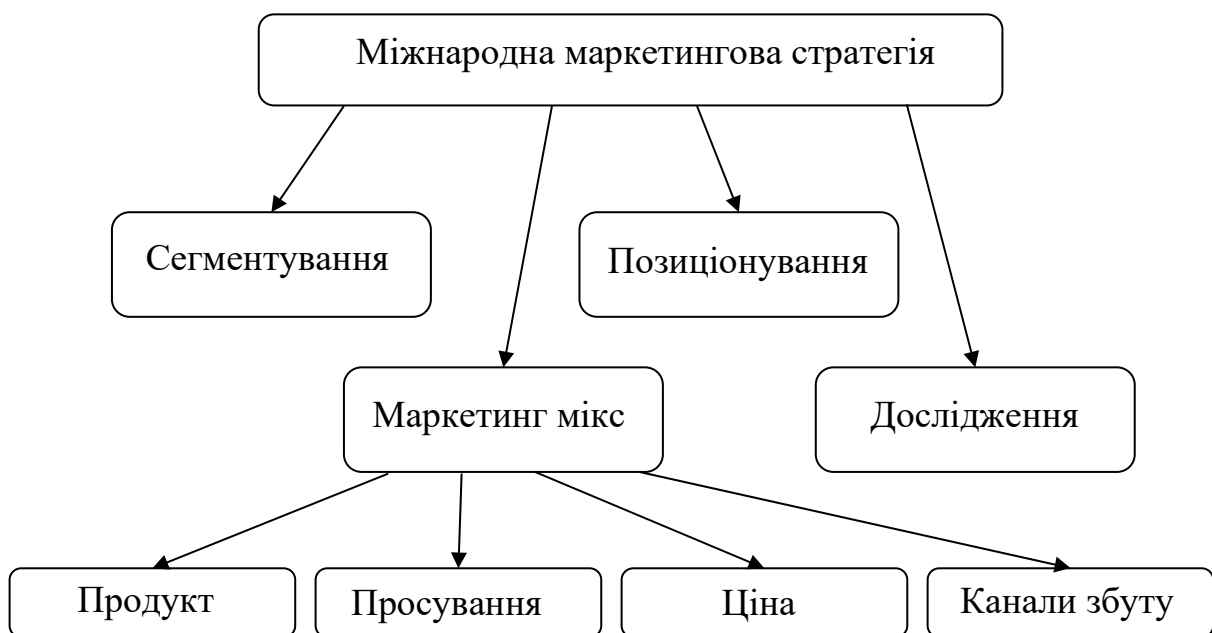 Міжнародна маркетингова стратегія
Сегментування
Позиціонування
Маркетинг мікс
Дослідження
Продукт
Просування
Ціна
Канали збуту